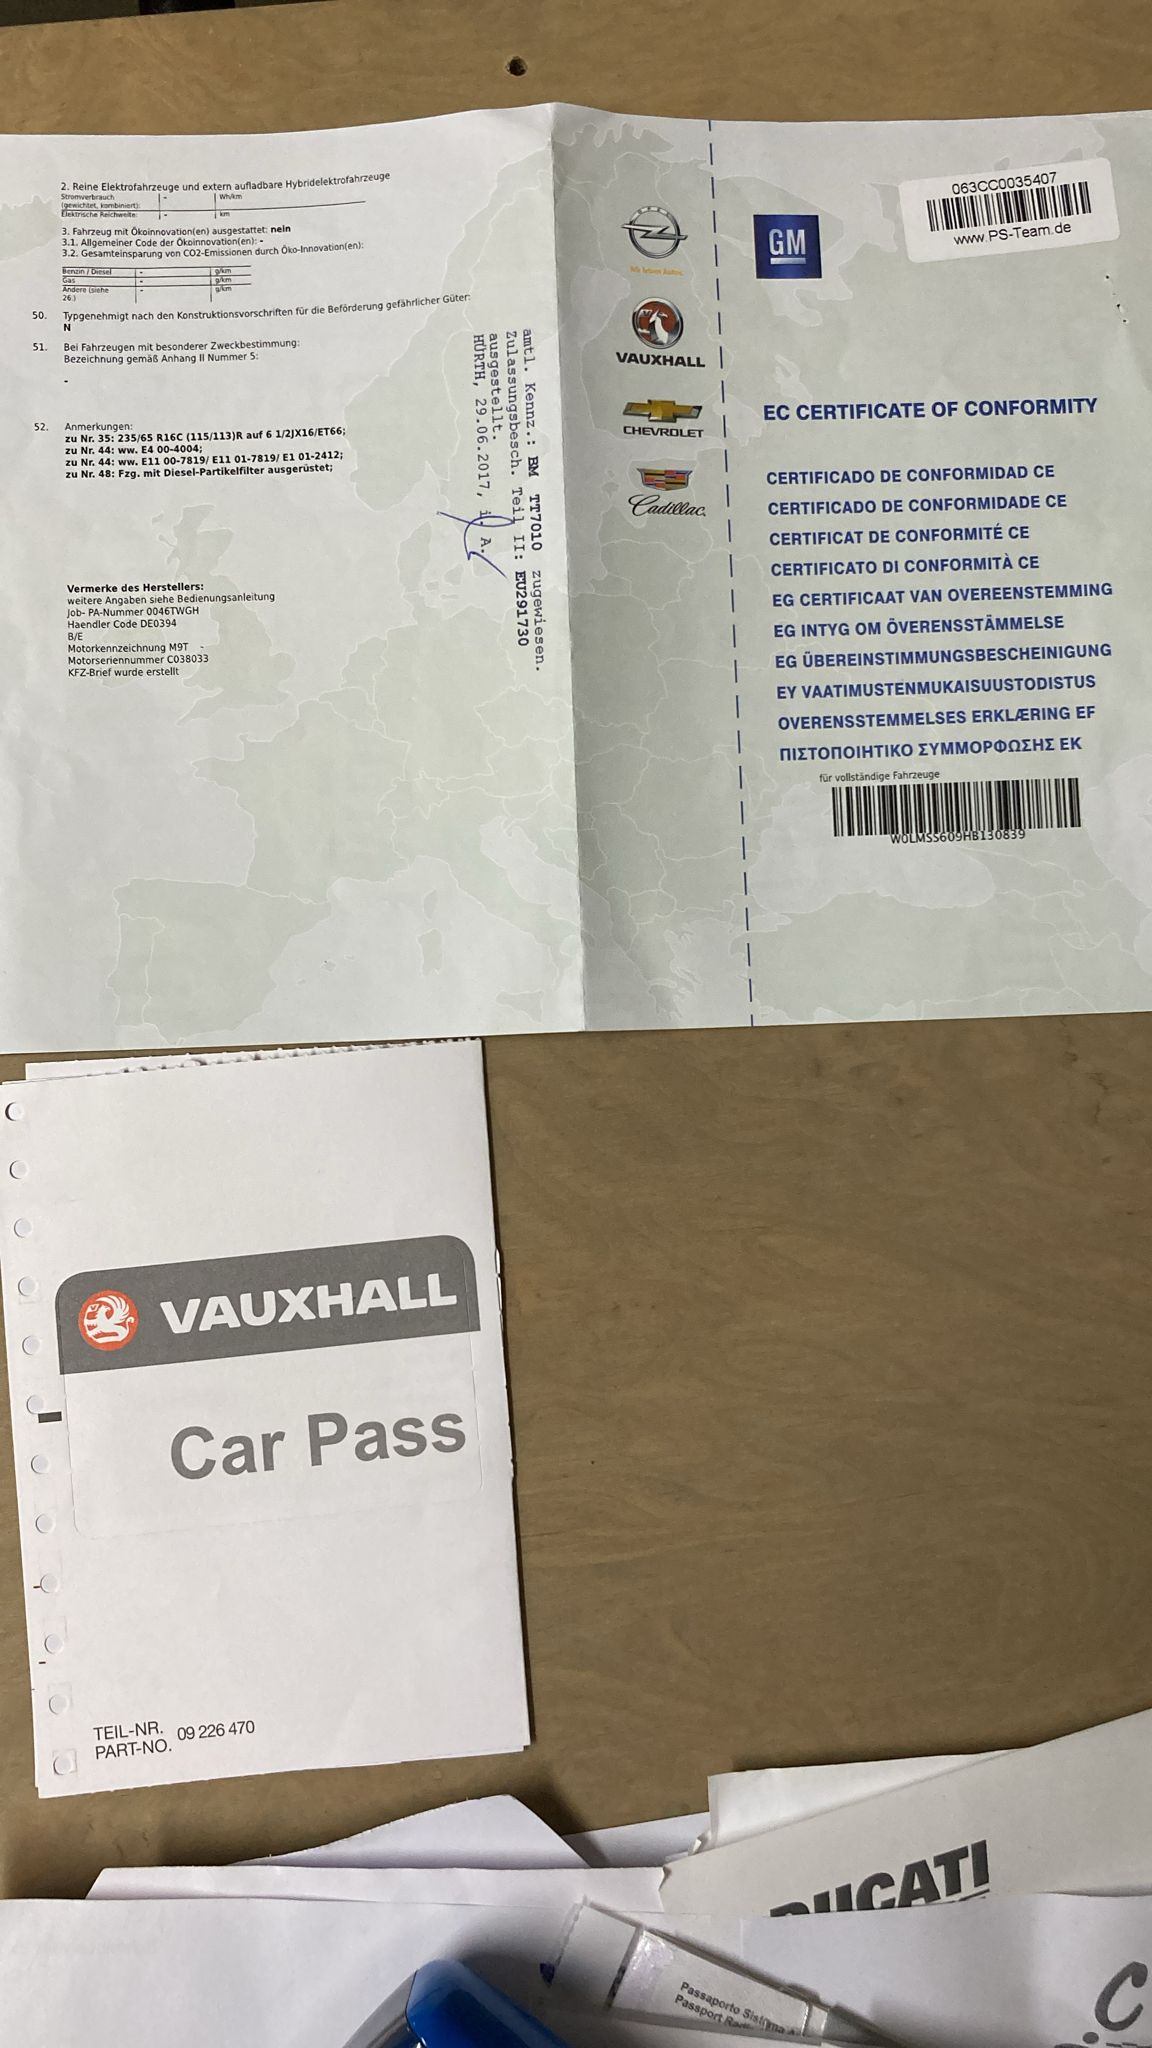 2. Reine Elektrofahrzeuge und extern aufladbare Hybridelektrofahrzeuge
Stromverbrauch (gewichtet, kombiniert): - Wh/km
Elektrische Reichweite: - km
3. Fahrzeug mit Ökoinnovation(en) ausgestattet: nein
3.1. Allgemeiner Code der Ökoinnovation(en): -
3.2. Gesamteinsparung von CO2-Emissionen durch Öko-Innovation(en):
Benzin / Diesel - g/km
Gas - g/km
Andere (siehe 26.) - g/km
50. Typgenehmigt nach den Konstruktionsvorschriften für die Beförderung gefährlicher Güter:
N
51. Bei Fahrzeugen mit besonderer Zweckbestimmung:
Bezeichnung gemäß Anhang II Nummer 5:
-
52. Anmerkungen:
zu Nr. 35: 235/65 R16C (115/113)R auf 6 1/2JX16/ET66;
zu Nr. 44: ww. E4 00-4004;
zu Nr. 44: ww. E11 00-7819/ E11 01-7819/ E1 01-2412;
zu Nr. 48: Fzg. mit Diesel-Partikelfilter ausgerüstet;
Vermerke des Herstellers:
weitere Angaben siehe Bedienungsanleitung
Job- PA-Nummer 0046TWGH
Haendler Code DE0394
B/E
Motorkennzeichnung M9T -
Motorseriennummer C038033
KFZ-Brief wurde erstellt
amtl. Kennz.: BM TT7010 zugewiesen.
Zulassungsbesch. Teil II: EU291730
ausgestellt.
HÜRTH, 29.06.2017, i. A.
063CC0035407
www.PS-Team.de
Wir leben Autos.
GM
VAUXHALL
CHEVROLET
Cadillac.
EC CERTIFICATE OF CONFORMITY
CERTIFICADO DE CONFORMIDAD CE
CERTIFICADO DE CONFORMIDADE CE
CERTIFICAT DE CONFORMITÉ CE
CERTIFICATO DI CONFORMITÀ CE
EG CERTIFICAAT VAN OVEREENSTEMMING
EG INTYG OM ÖVERENSSTÄMMELSE
EG ÜBEREINSTIMMUNGSBESCHEINIGUNG
EY VAATIMUSTENMUKAISUUSTODISTUS
OVERENSSTEMMELSES ERKLÆRING EF
ΠΙΣΤΟΠΟΙΗΤΙΚΟ ΣΥΜΜΟΡΦΩΣΗΣ ΕΚ
für vollständige Fahrzeuge
W0LMSS609HB130839
VAUXHALL
Car Pass
TEIL-NR. 09 226 470
PART-NO.
DUCATI
Passaporto Sistema
Passport
C